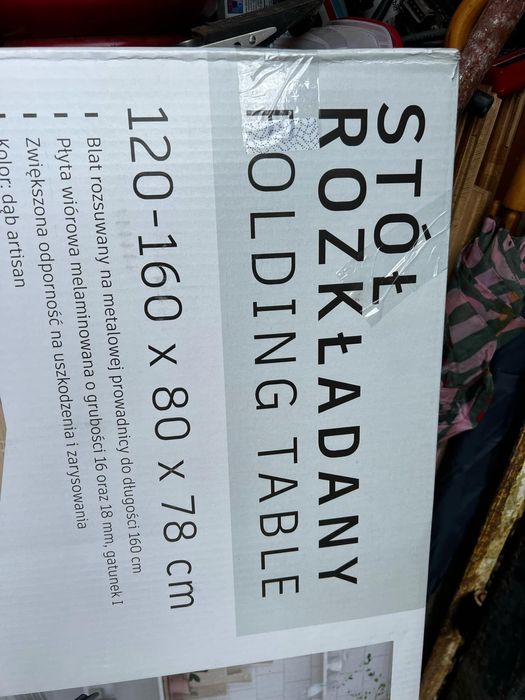 STÓŁ
ROZKŁADANY
FOLDING TABLE
120-160 x 80 x 78 cm
Blat rozsuwany na metalowej prowadnicy do długości 160 cm
Płyta wiórowa melaminowana o grubości 16 oraz 18 mm, gatunek I
Zwiększona odporność na uszkodzenia i zarysowania
Kolor: dąb artisan